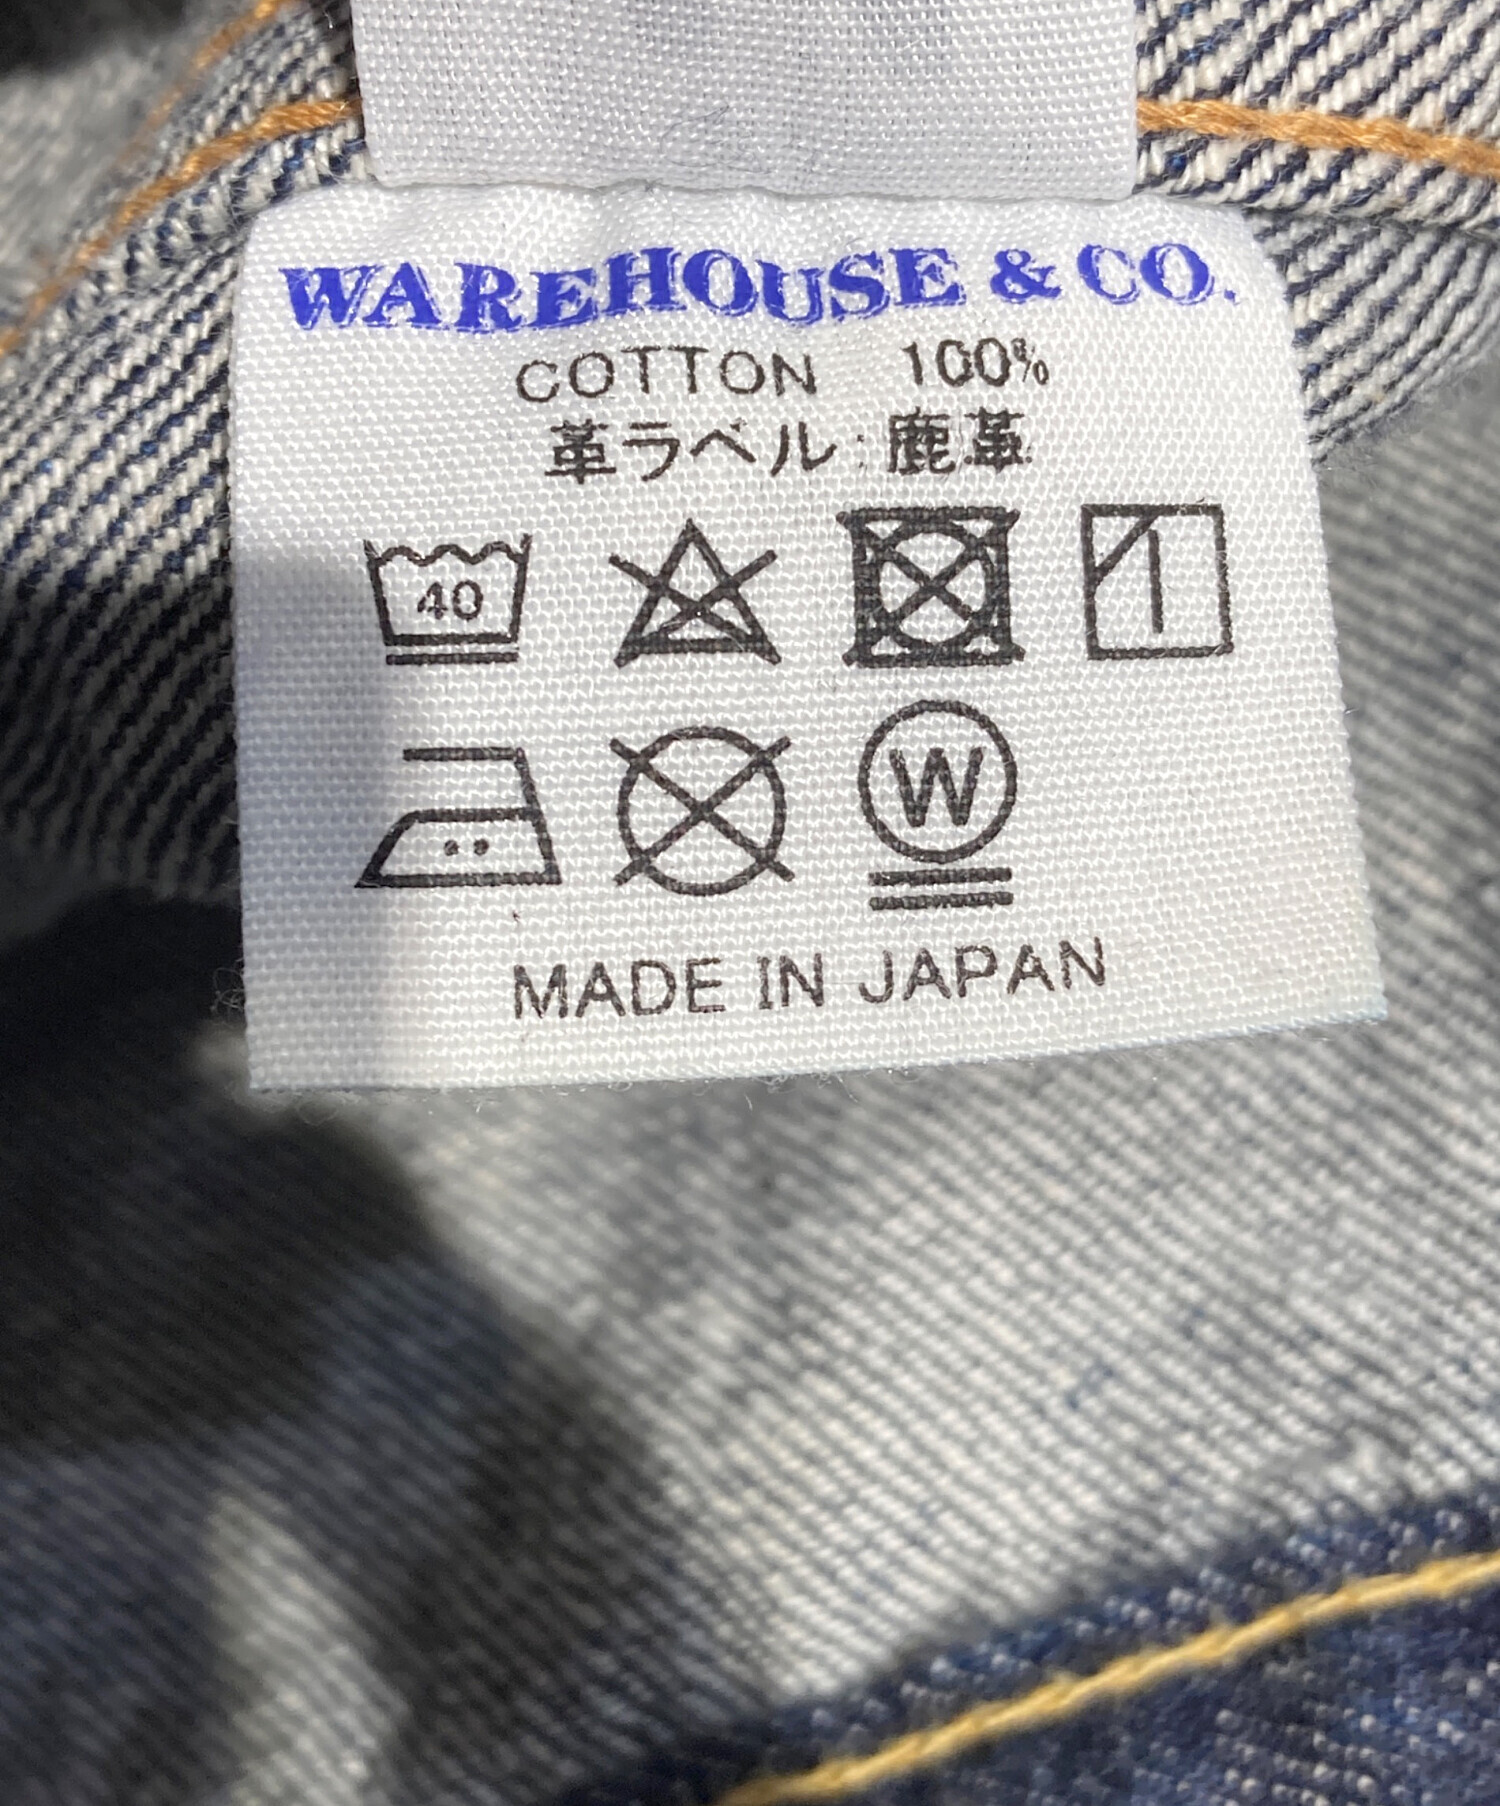 WAREHOUSE & CO.
COTTON 100%
革ラベル:鹿革
40
W
MADE IN JAPAN